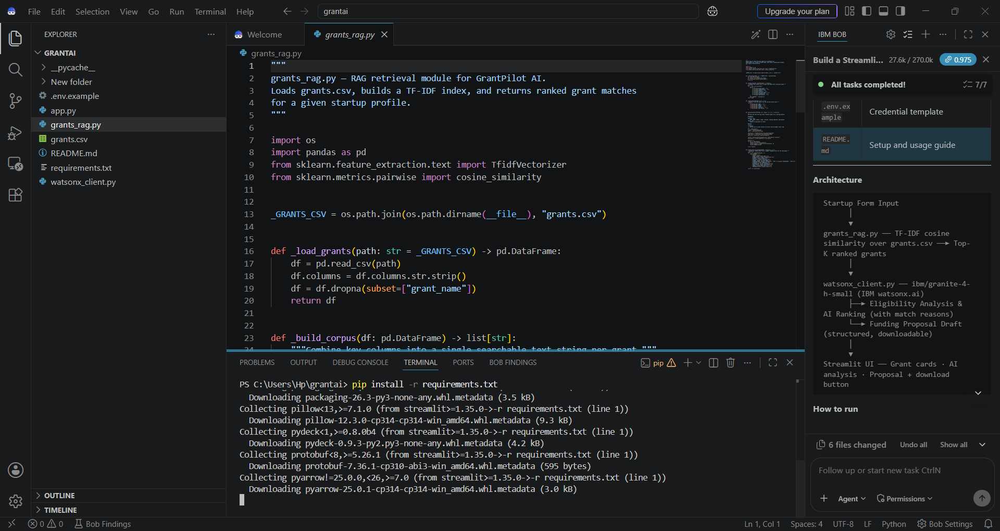 File Edit Selection View Go Run Terminal Help
grantai
Upgrade your plan
EXPLORER
GRANTAI
__pycache__
New folder
.env.example
app.py
grants_rag.py
grants.csv
README.md
requirements.txt
watsonx_client.py
OUTLINE
TIMELINE
Welcome
grants_rag.py
grants_rag.py
1 """
2 grants_rag.py — RAG retrieval module for GrantPilot AI.
3 Loads grants.csv, builds a TF-IDF index, and returns ranked grant matches
4 for a given startup profile.
5 """
6
7 import os
8 import pandas as pd
9 from sklearn.feature_extraction.text import TfidfVectorizer
10 from sklearn.metrics.pairwise import cosine_similarity
11
12
13 _GRANTS_CSV = os.path.join(os.path.dirname(__file__), "grants.csv")
14
15
16 def _load_grants(path: str = _GRANTS_CSV) -> pd.DataFrame:
17 df = pd.read_csv(path)
18 df.columns = df.columns.str.strip()
19 df = df.dropna(subset=["grant_name"])
20 return df
21
22
23 def _build_corpus(df: pd.DataFrame) -> list[str]:
24 """Combine key columns into a single searchable text string per grant."""
PROBLEMS OUTPUT DEBUG CONSOLE TERMINAL PORTS BOB FINDINGS
pip
PS C:\Users\Hp\grantai> pip install -r requirements.txt
Downloading packaging-26.3-py3-none-any.whl.metadata (3.5 kB)
Collecting pillow<13,>=7.1.0 (from streamlit>=1.35.0->-r requirements.txt (line 1))
Downloading pillow-12.3.0-cp314-cp314-win_amd64.whl.metadata (9.3 kB)
Collecting pydeck<1,>=0.8.0b4 (from streamlit>=1.35.0->-r requirements.txt (line 1))
Downloading pydeck-0.9.3-py2.py3-none-any.whl.metadata (4.2 kB)
Collecting protobuf<8,>=5.26.1 (from streamlit>=1.35.0->-r requirements.txt (line 1))
Downloading protobuf-7.36.1-cp310-abi3-win_amd64.whl.metadata (595 bytes)
Collecting pyarrow!=25.0.0,<26,>=7.0 (from streamlit>=1.35.0->-r requirements.txt (line 1))
Downloading pyarrow-25.0.1-cp314-cp314-win_amd64.whl.metadata (3.0 kB)
IBM BOB
Build a Streamli... 27.6k / 270.0k 0.975
All tasks completed! 7/7
.env.ex
ample
Credential template
README.
md
Setup and usage guide
Architecture
Startup Form Input
grants_rag.py — TF-IDF cosine
similarity over grants.csv —► Top-
K ranked grants
watsonx_client.py — ibm/granite-4-
h-small (IBM watsonx.ai)
├─► Eligibility Analysis &
AI Ranking (with match reasons)
└─► Funding Proposal Draft
(structured, downloadable)
Streamlit UI — Grant cards · AI
analysis · Proposal + download
button
How to run
6 files changed Undo all Show all
Follow up or start new task CtrlN
Agent Permissions
0 0 Bob Findings
Ln 1, Col 1 Spaces: 4 UTF-8 LF Python Bob Settings